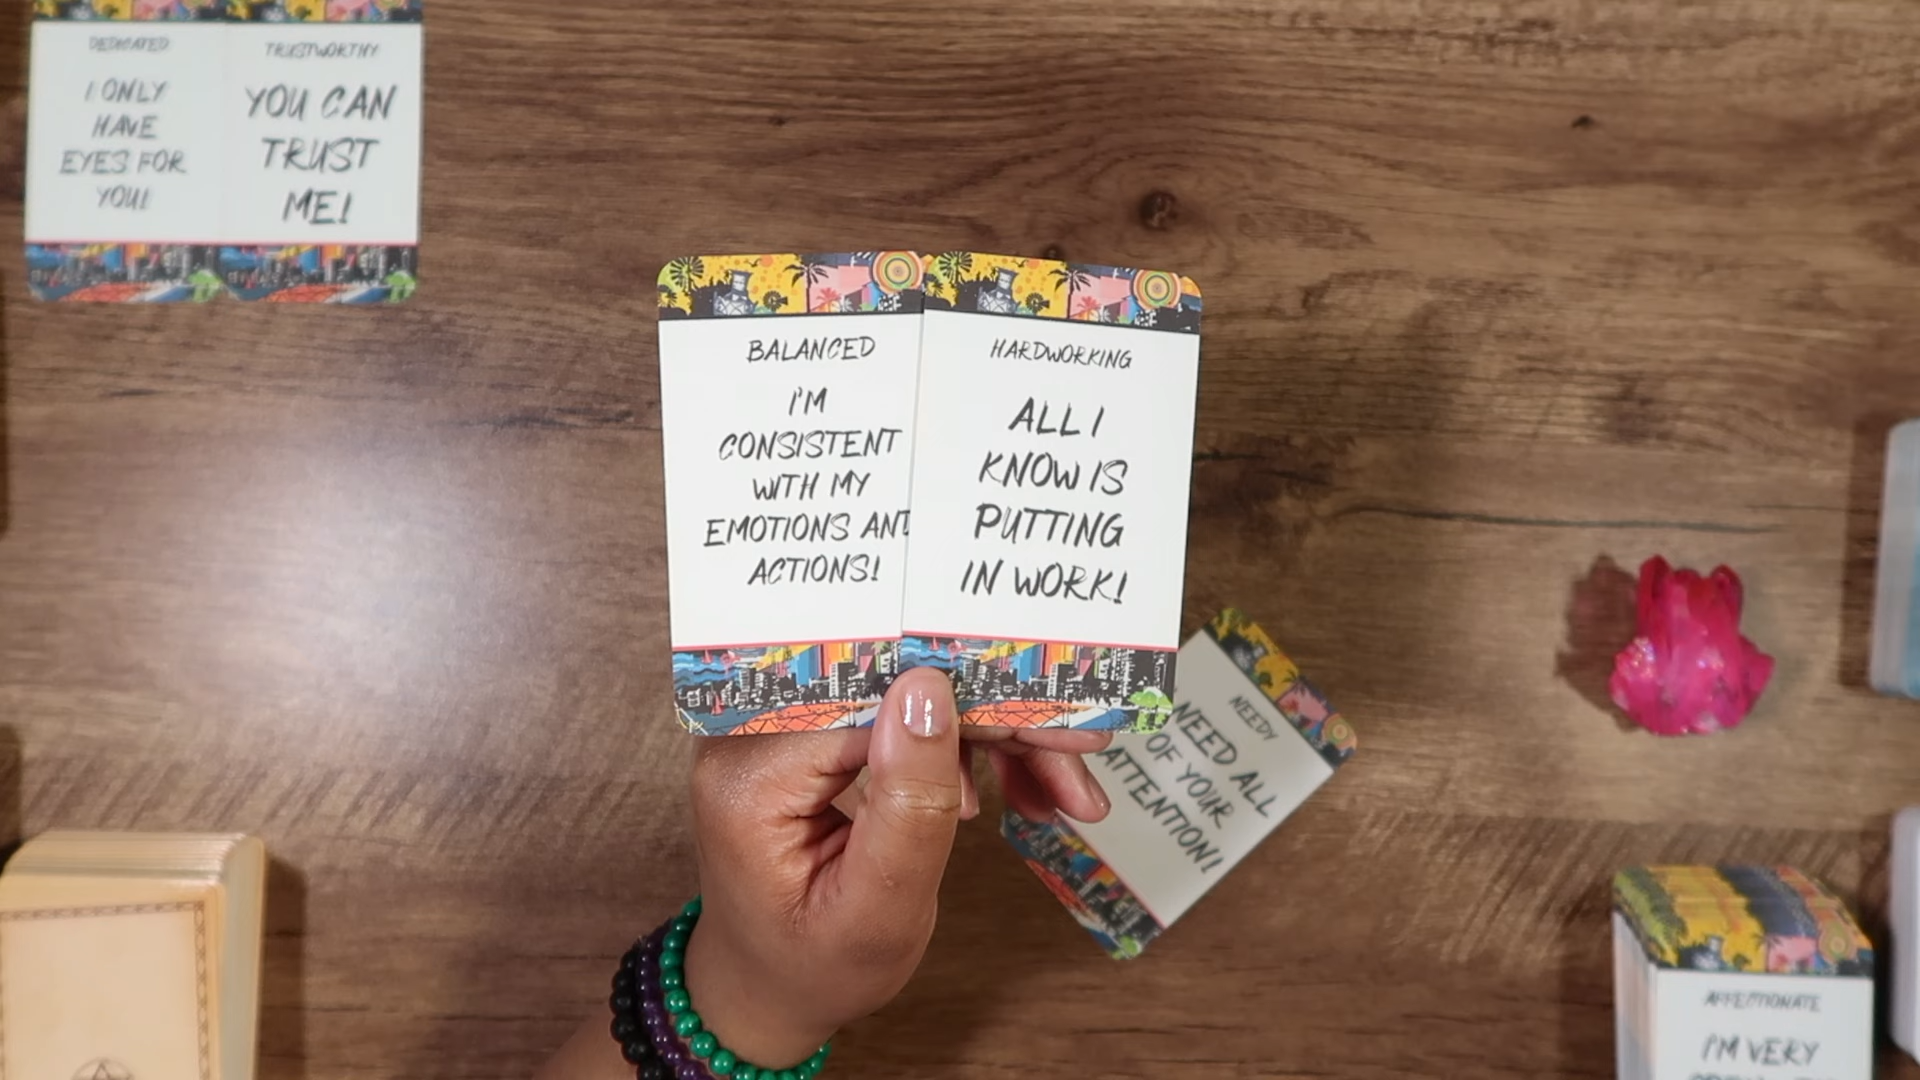 DEDICATED
I ONLY
HAVE
EYES FOR
YOU!
TRUSTWORTHY
YOU CAN
TRUST
ME!
BALANCED
I'M
CONSISTENT
WITH MY
EMOTIONS AND
ACTIONS!
HARDWORKING
ALL I
KNOW IS
PUTTING
IN WORK!
NEEDY
NEED ALL
OF YOUR
ATTENTION!
AFFECTIONATE
I'M VERY